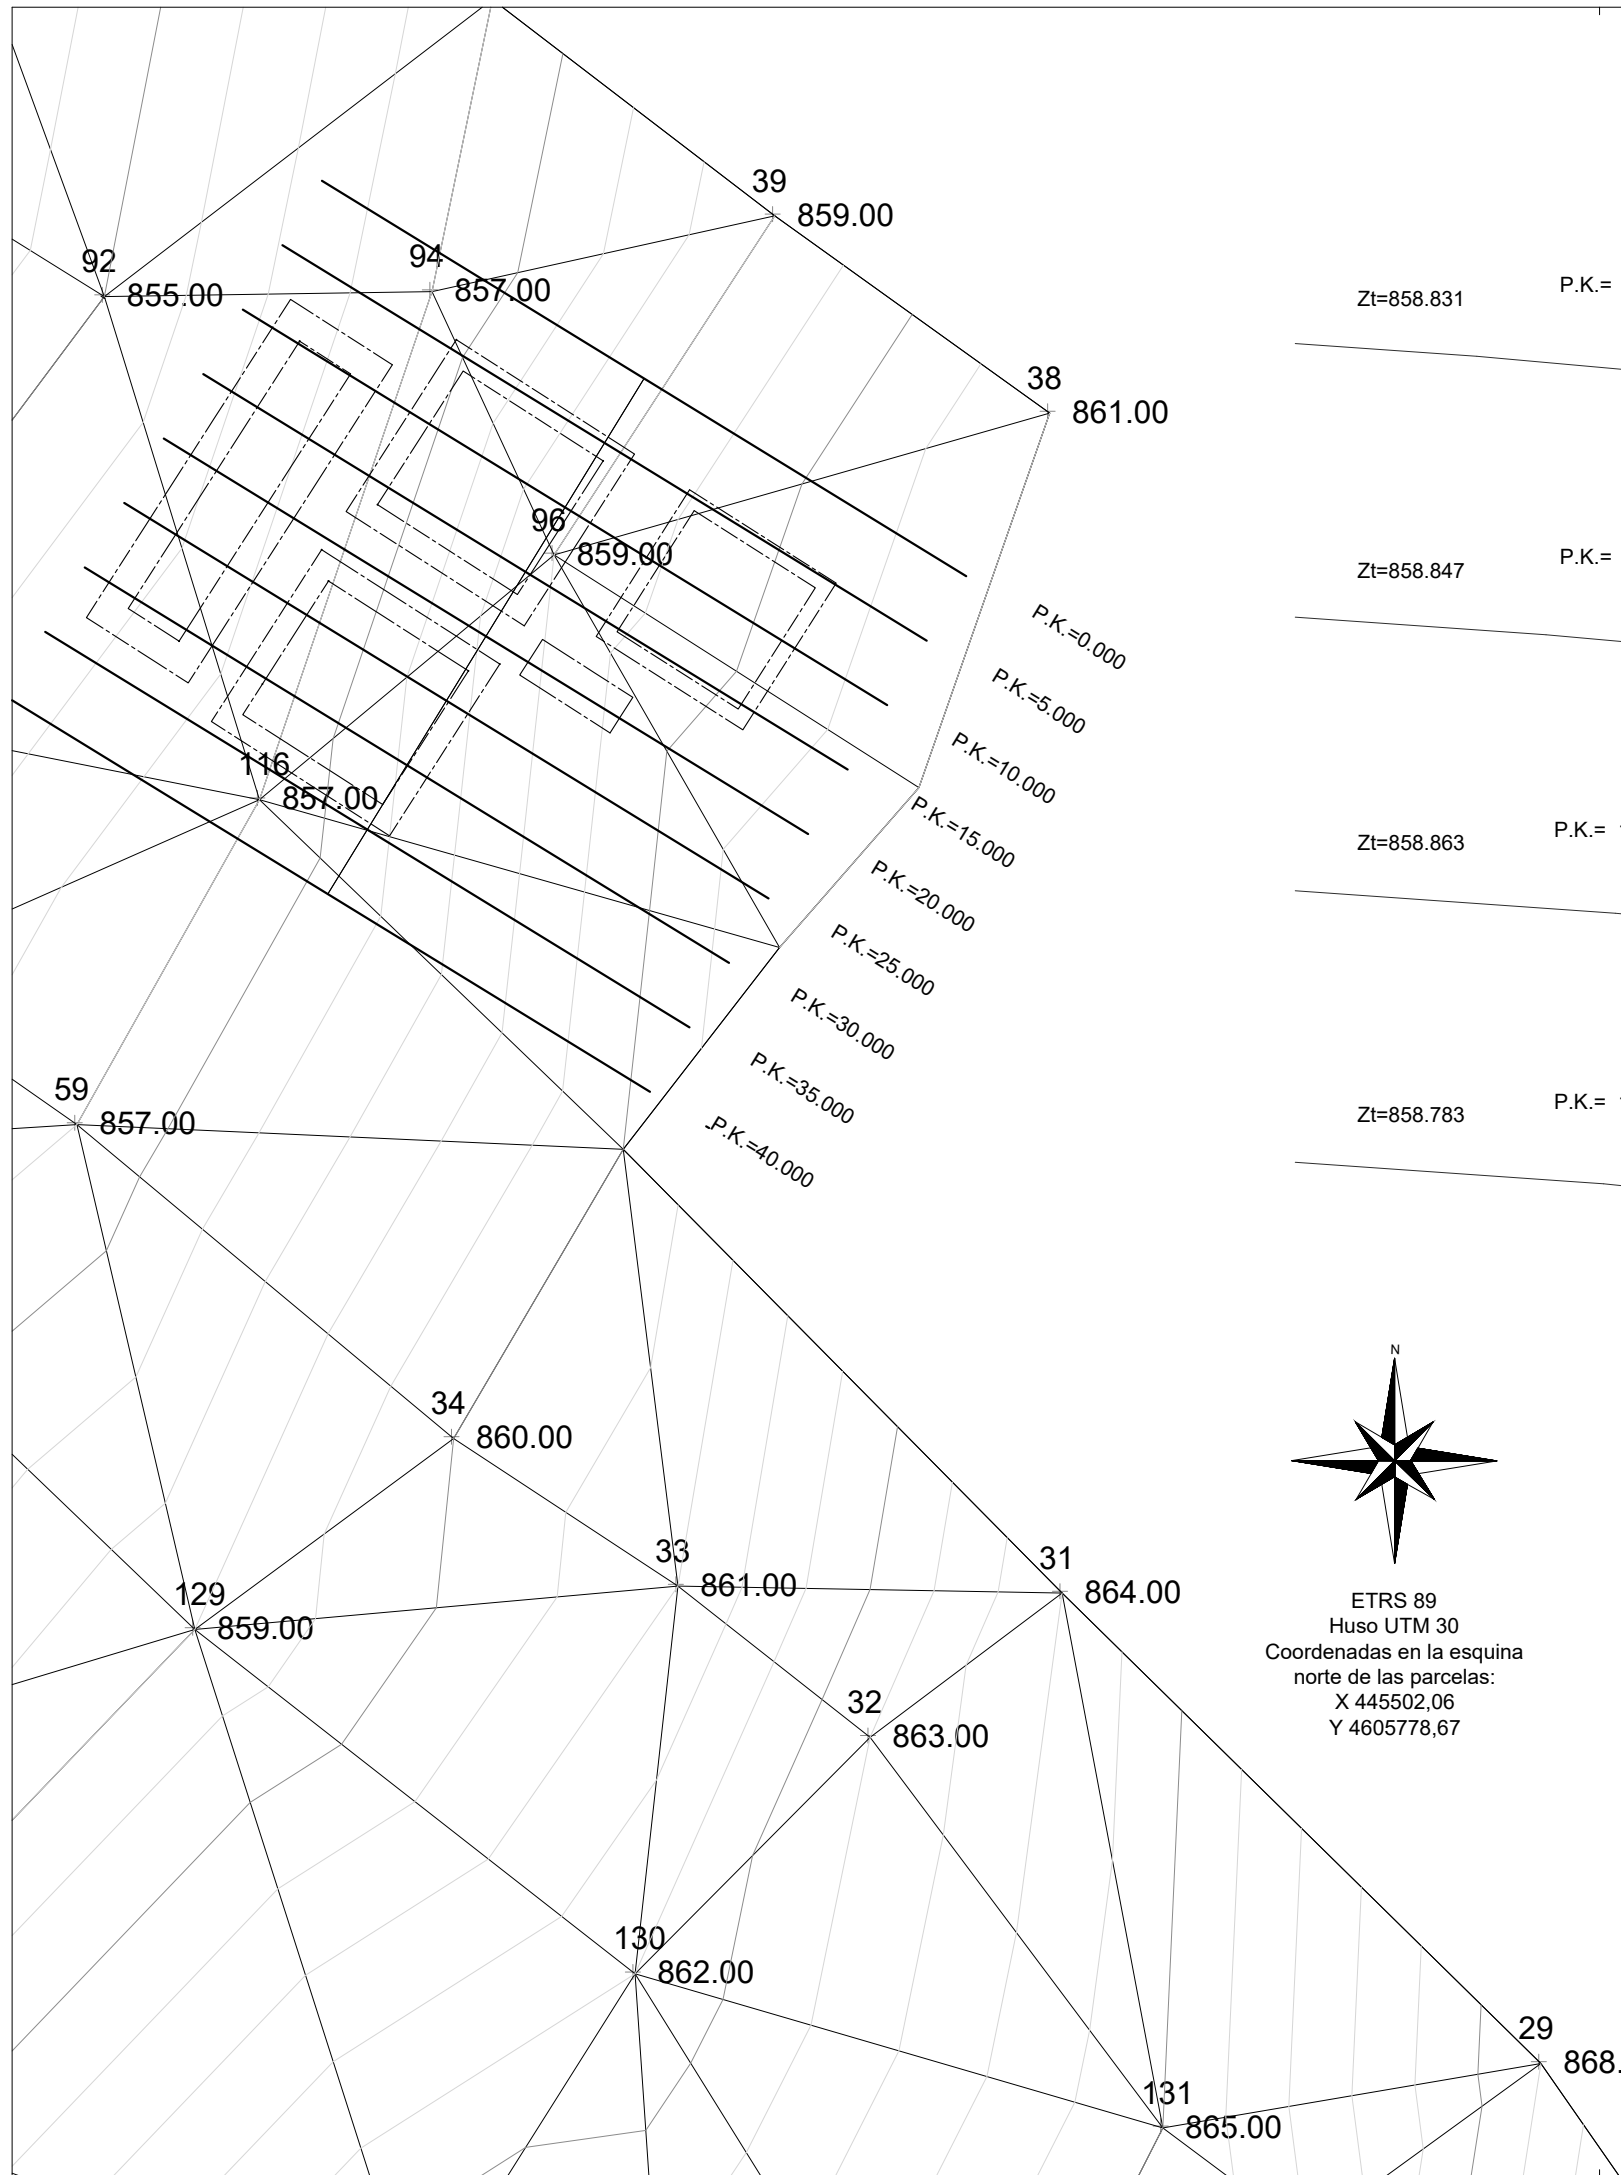 39
859.00
92
855.00
94
857.00
Zt=858.831
P.K.=
38
861.00
96
859.00
Zt=858.847
P.K.=
P.K.=0.000
P.K.=5.000
P.K.=10.000
P.K.=15.000
P.K.=20.000
P.K.=25.000
P.K.=30.000
P.K.=35.000
P.K.=40.000
116
857.00
Zt=858.863
P.K.=
59
857.00
Zt=858.783
P.K.=
N
34
860.00
33
861.00
31
864.00
129
859.00
ETRS 89
Huso UTM 30
Coordenadas en la esquina
norte de las parcelas:
X 445502,06
Y 4605778,67
32
863.00
130
862.00
29
868.
131
865.00